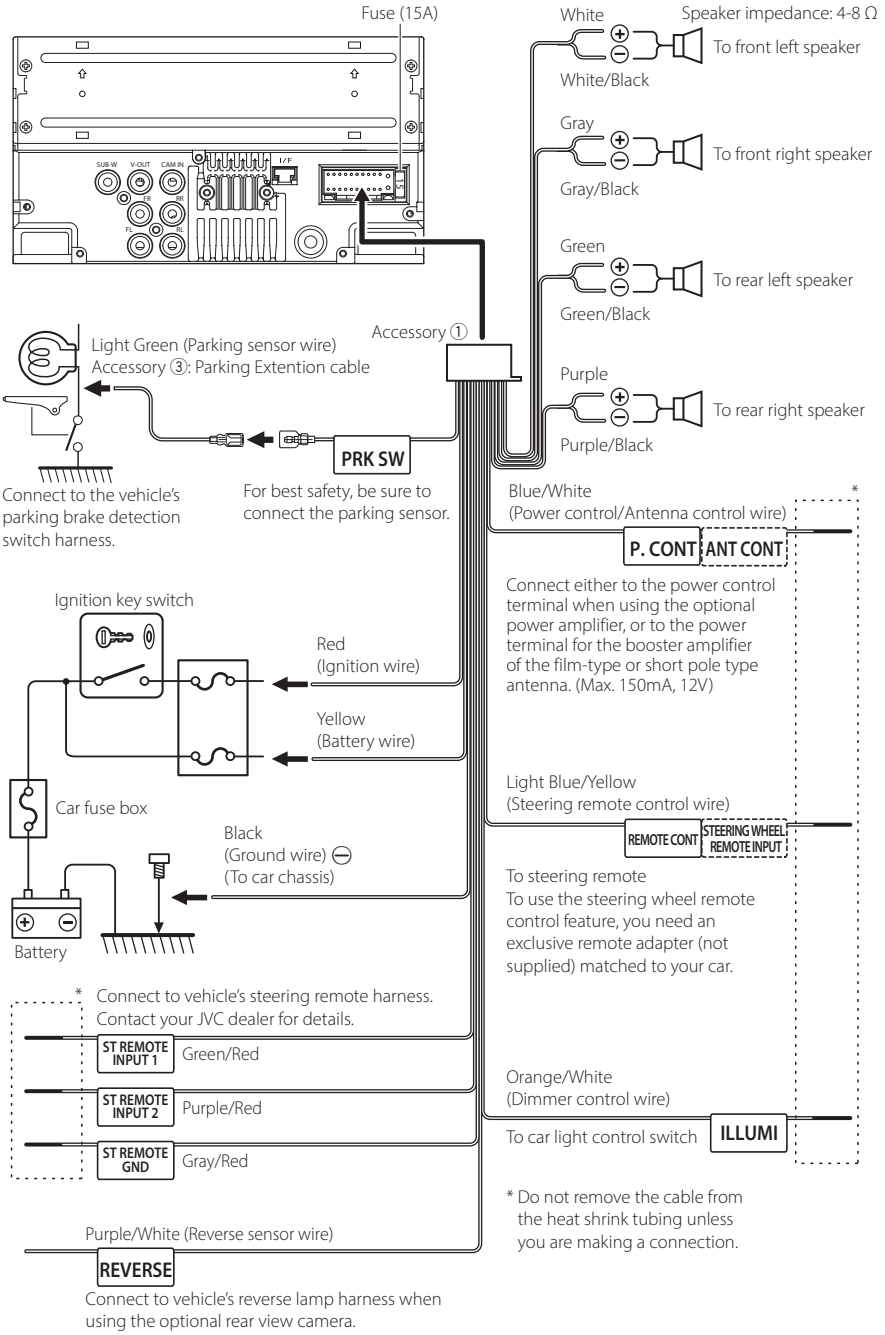 Fuse (15A)
White
Speaker impedance: 4-8 Ω
To front left speaker
White/Black
Gray
To front right speaker
Gray/Black
SUB-W
V-OUT
CAM IN
I/F
15
FR
RR
FL
RL
Green
To rear left speaker
Green/Black
Accessory ①
Light Green (Parking sensor wire)
Accessory ③: Parking Extention cable
Purple
To rear right speaker
Purple/Black
PRK SW
Connect to the vehicle's
parking brake detection
switch harness.
For best safety, be sure to
connect the parking sensor.
Blue/White
(Power control/Antenna control wire)
*
P. CONT
ANT CONT
Connect either to the power control
terminal when using the optional
power amplifier, or to the power
terminal for the booster amplifier
of the film-type or short pole type
antenna. (Max. 150mA, 12V)
Ignition key switch
Red
(Ignition wire)
Yellow
(Battery wire)
Car fuse box
Light Blue/Yellow
(Steering remote control wire)
REMOTE CONT
STEERING WHEEL
REMOTE INPUT
Black
(Ground wire) ⊖
(To car chassis)
Battery
To steering remote
To use the steering wheel remote
control feature, you need an
exclusive remote adapter (not
supplied) matched to your car.
* Connect to vehicle's steering remote harness.
Contact your JVC dealer for details.
ST REMOTE
INPUT 1
Green/Red
ST REMOTE
INPUT 2
Purple/Red
ST REMOTE
GND
Gray/Red
Orange/White
(Dimmer control wire)
To car light control switch
ILLUMI
* Do not remove the cable from
the heat shrink tubing unless
you are making a connection.
Purple/White (Reverse sensor wire)
REVERSE
Connect to vehicle's reverse lamp harness when
using the optional rear view camera.